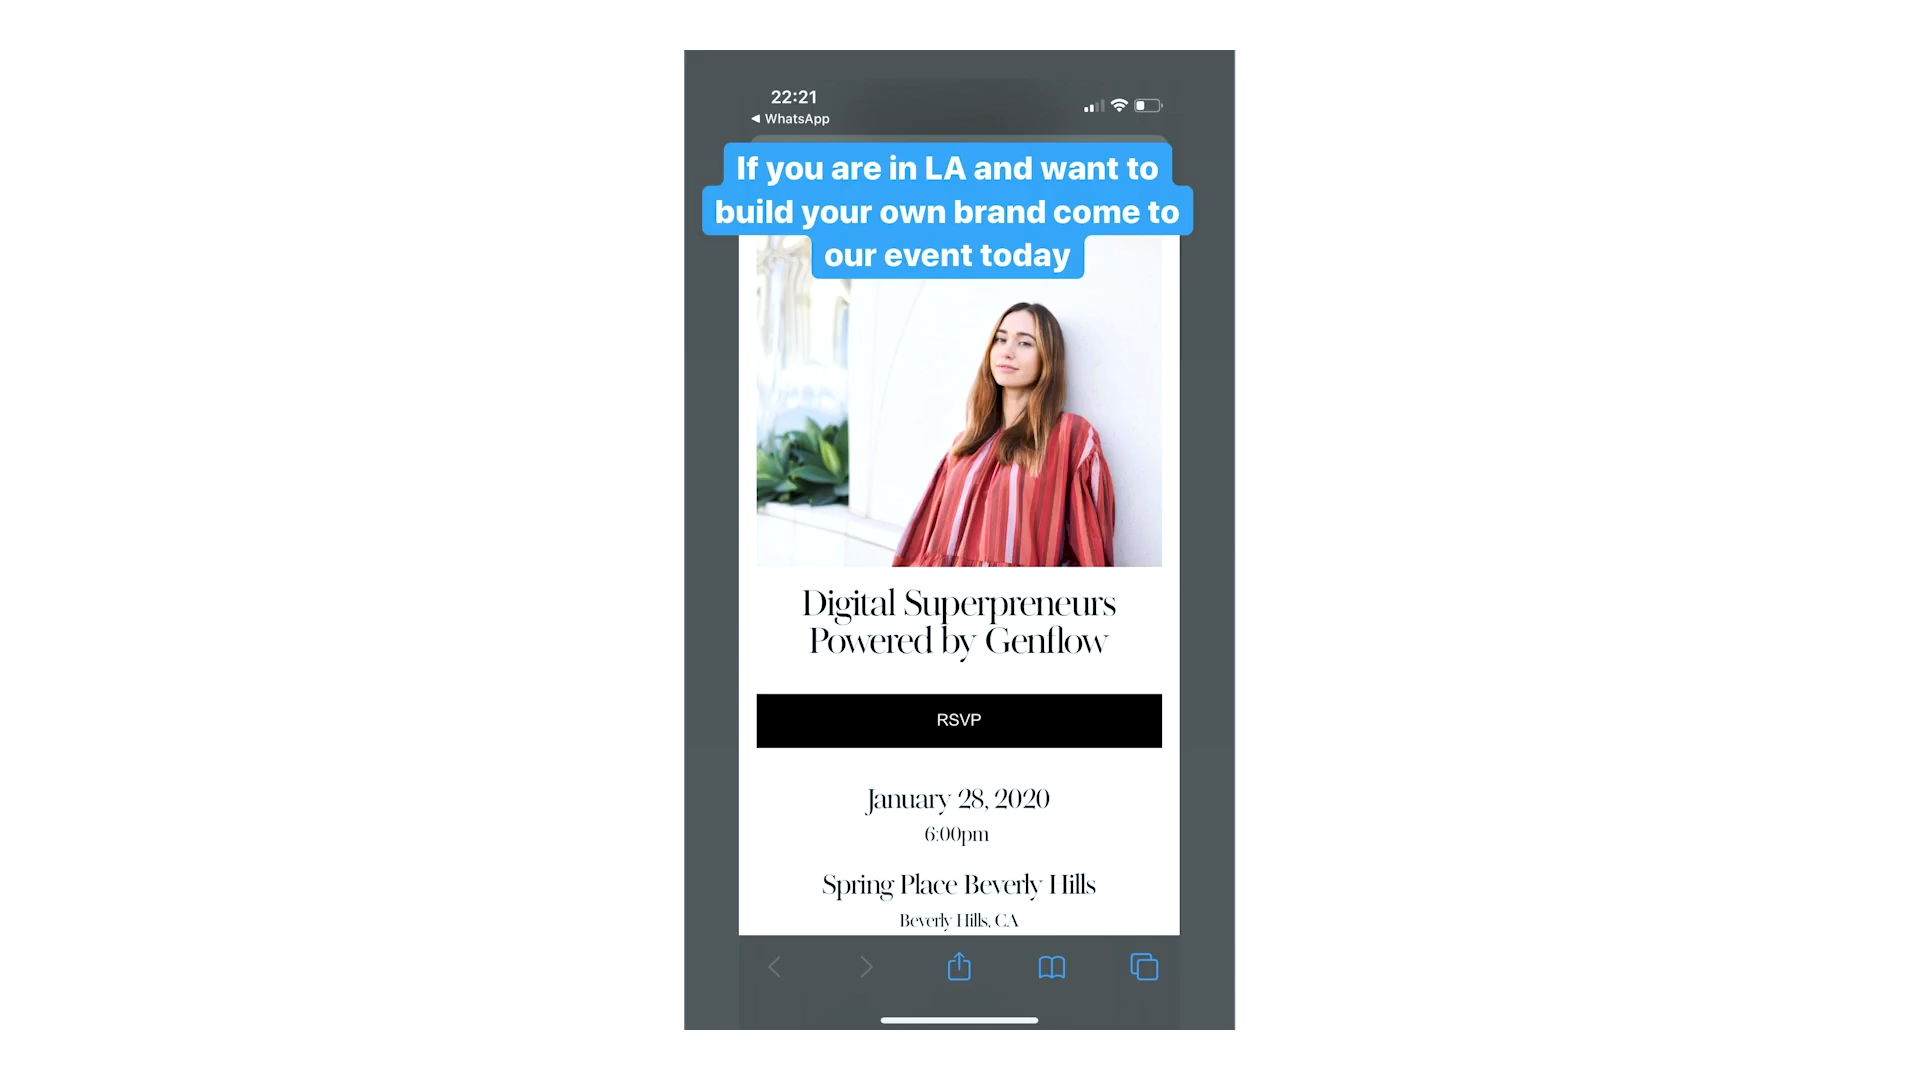 22:21
◀ WhatsApp
If you are in LA and want to
build your own brand come to
our event today
Digital Superpreneurs
Powered by Genflow
RSVP
January 28, 2020
6:00pm
Spring Place Beverly Hills
Beverly Hills, CA